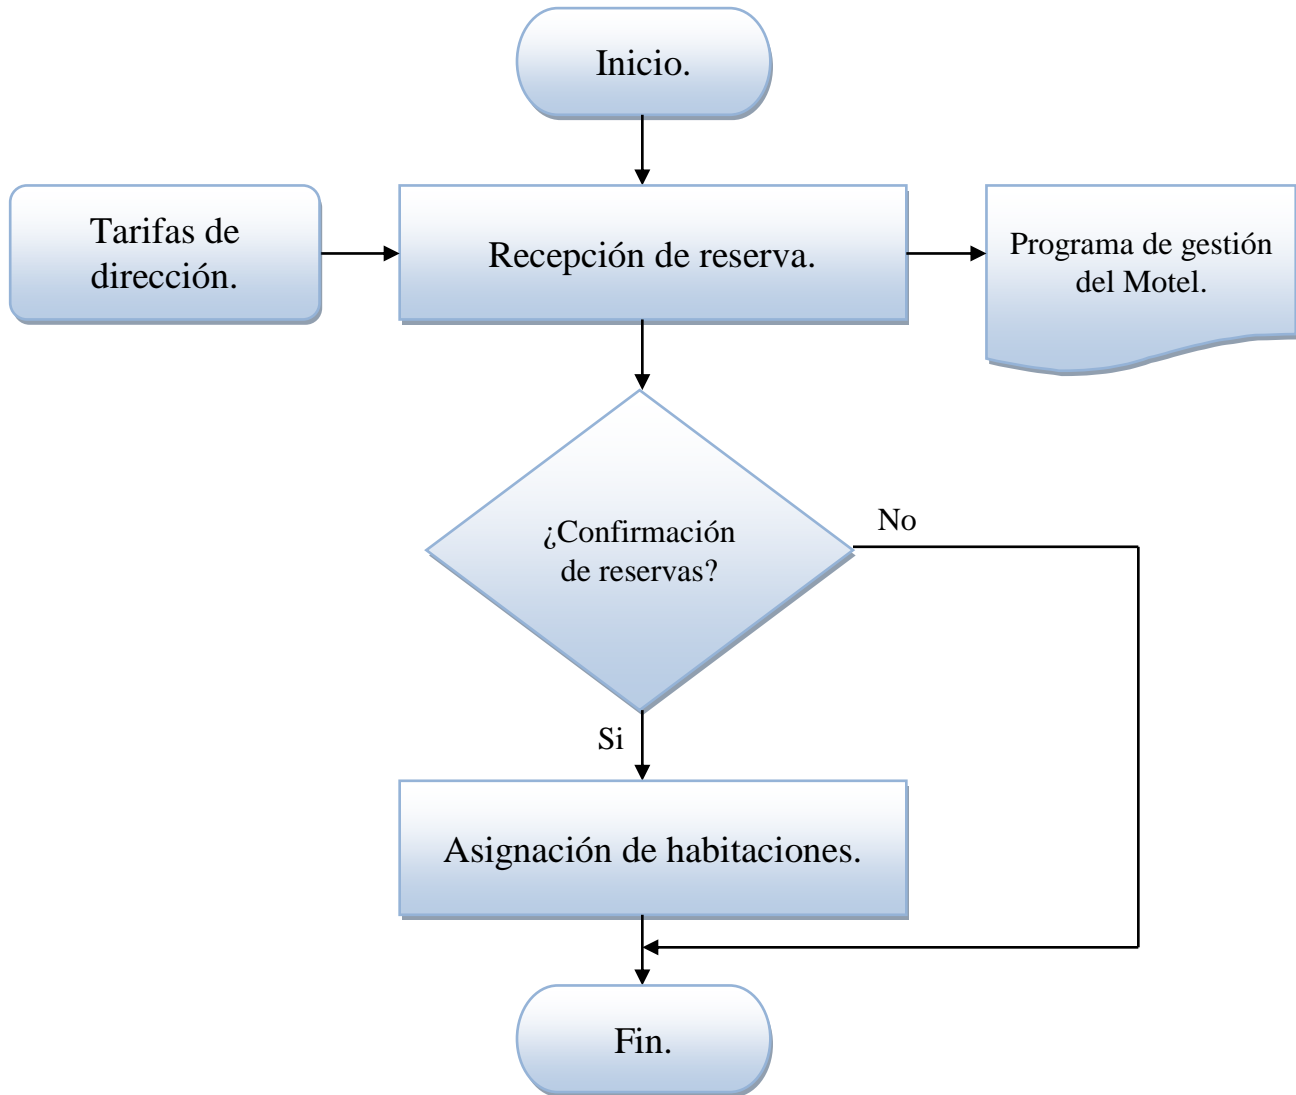 Inicio.
Tarifas de
dirección.
Recepción de reserva.
Programa de gestión
del Motel.
¿Confirmación
de reservas?
No
Si
Asignación de habitaciones.
Fin.